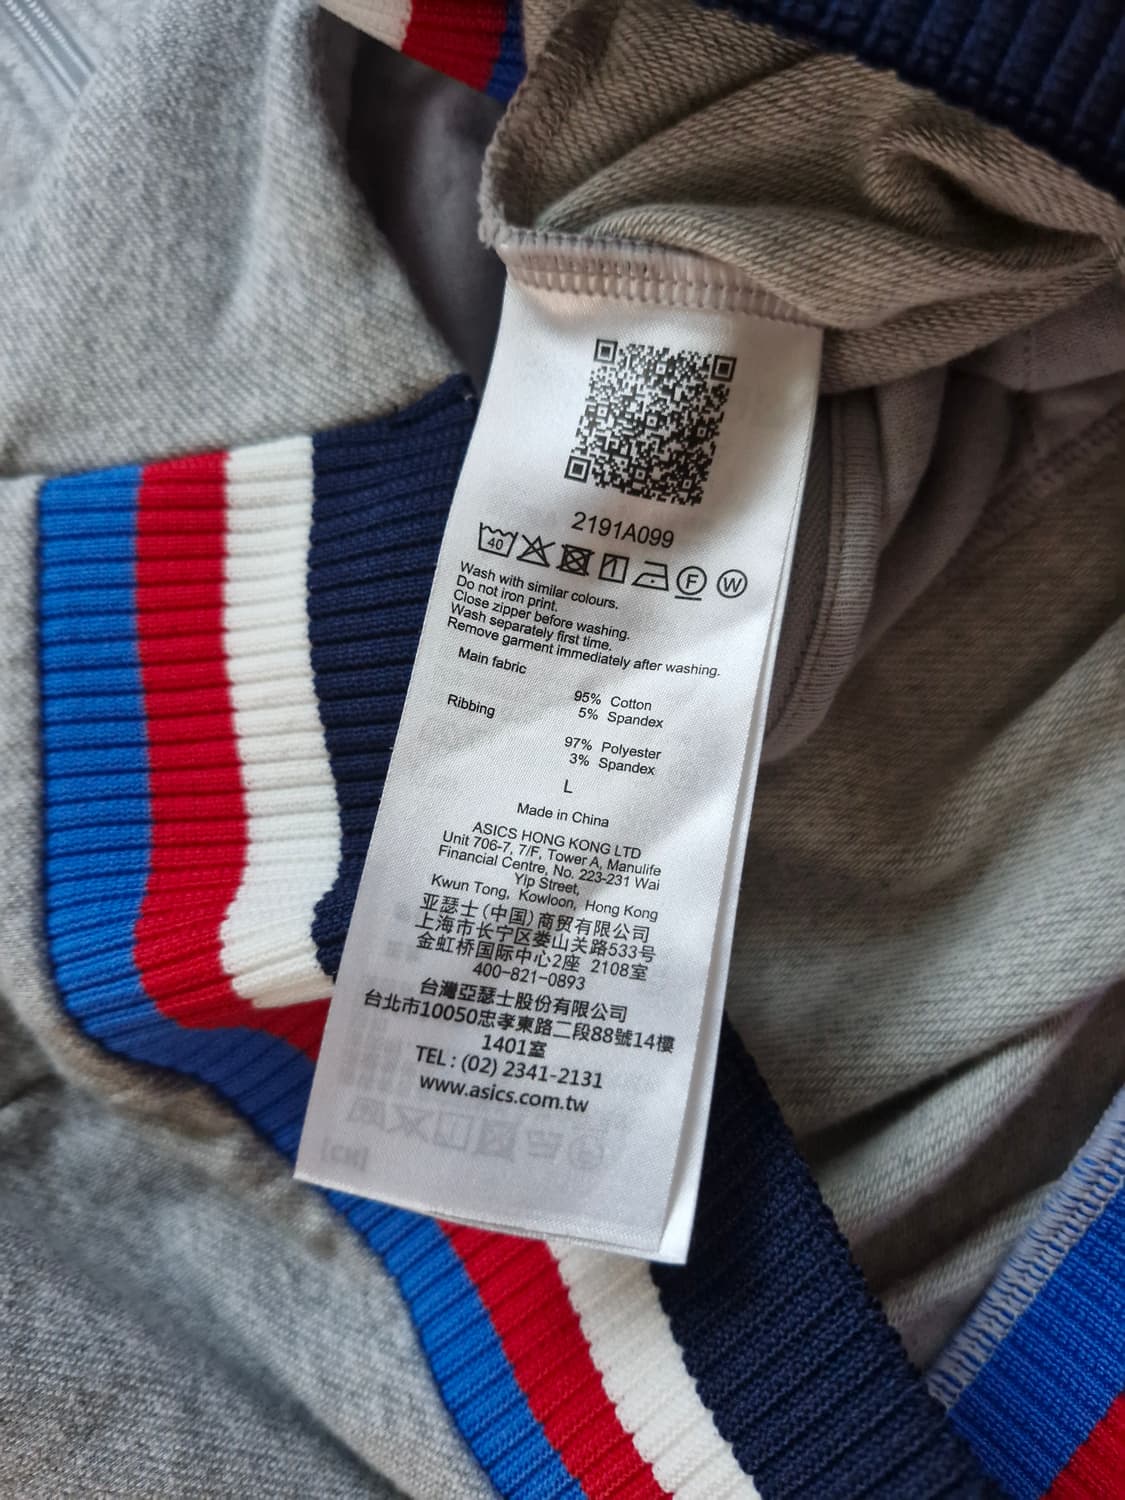 2191A099
40
F
W
Wash with similar colours.
Do not iron print.
Close zipper before washing.
Wash separately first time.
Remove garment immediately after washing.
Main fabric
95% Cotton
5% Spandex
Ribbing
97% Polyester
3% Spandex
L
Made in China
ASICS HONG KONG LTD
Unit 706-7, 7/F, Tower A, Manulife
Financial Centre, No. 223-231 Wai
Yip Street,
Kwun Tong, Kowloon, Hong Kong
亚瑟士(中国)商贸有限公司
上海市长宁区娄山关路533号
金虹桥国际中心2座 2108室
400-821-0893
台灣亞瑟士股份有限公司
台北市10050忠孝東路二段88號14樓
1401室
TEL : (02) 2341-2131
www.asics.com.tw